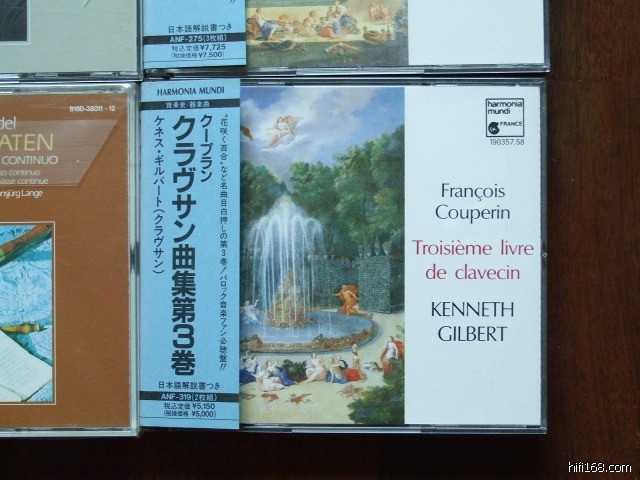 日本語解説書つき
ANF-275(3枚組)
税込定価¥7,725
(税抜価格 ¥7,500)
8180-38011-12
del
ATEN
CONTINUO
so continuo
basse continue
ansjürg Lange
HARMONIA MUNDI
音楽史・器楽曲
"花咲く百合"など名曲目白押しの第3巻!バロック音楽ファン必聴盤!!
クープラン
クラヴサン曲集第3巻
ケネス・ギルバート(クラヴサン)
日本語解説書つき
ANF-319(2枚組)
税込定価 ¥5,150
(税抜価格 ¥5,000)
harmonia
mundi
FRANCE
190357.58
François
Couperin
Troisième livre
de clavecin
KENNETH
GILBERT
hifi168.com